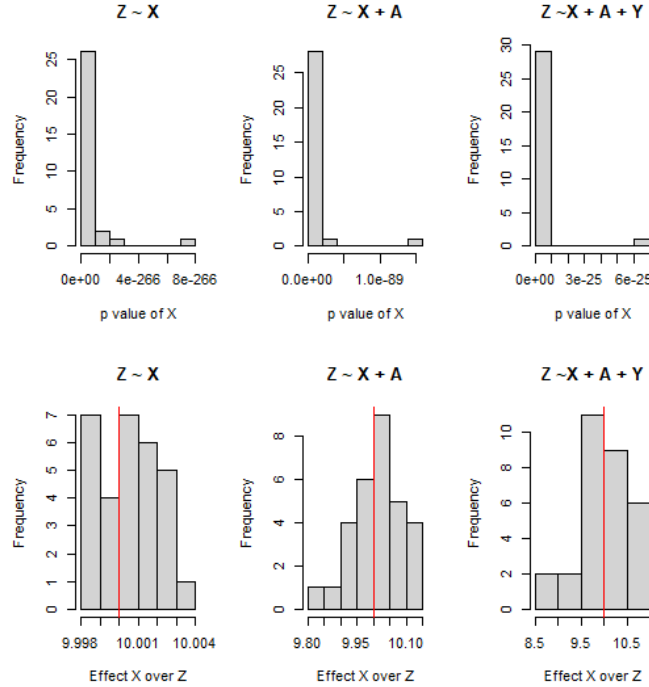 Z ~ X
Z ~ X + A
Z ~X + A + Y
Frequency
0 5 10 15 20 25
0e+00 4e-266 8e-266
p value of X
Frequency
0 5 10 15 20 25
0.0e+00 1.0e-89
p value of X
Frequency
0 5 10 15 20 25 30
0e+00 3e-25 6e-25
p value of X
Z ~ X
Z ~ X + A
Z ~X + A + Y
Frequency
0 1 2 3 4 5 6 7
9.998 10.001 10.004
Effect X over Z
Frequency
0 2 4 6 8
9.80 9.95 10.10
Effect X over Z
Frequency
0 2 4 6 8 10
8.5 9.5 10.5
Effect X over Z